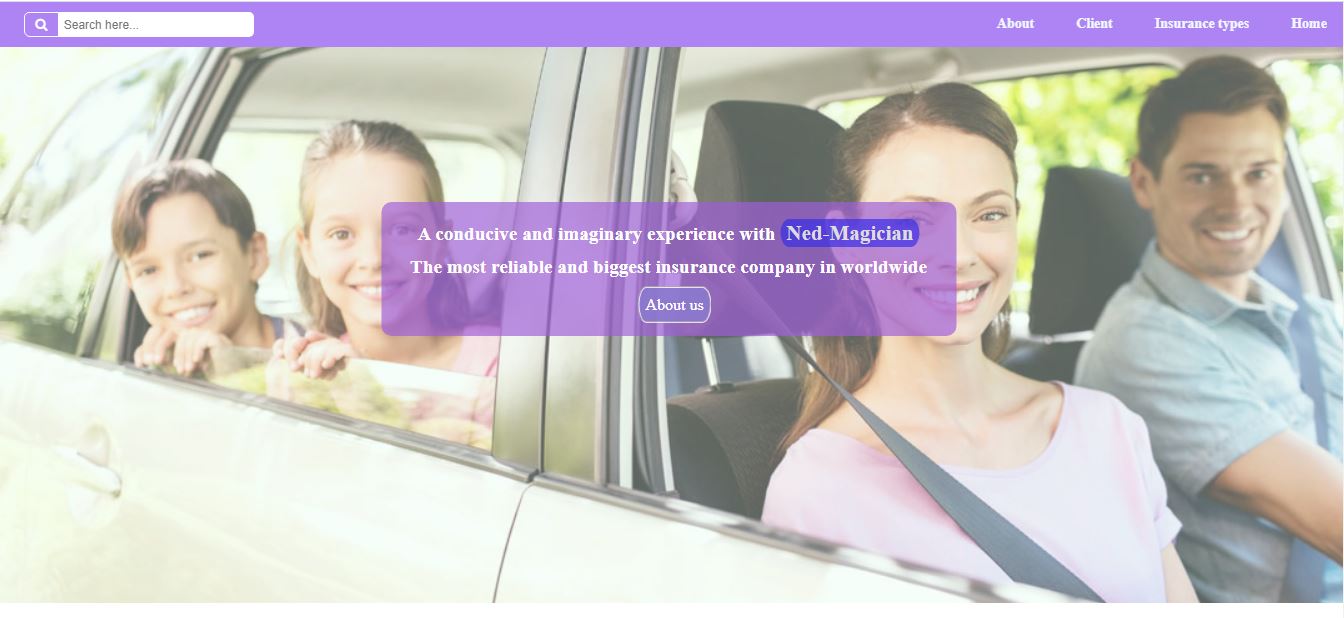 Search here...
About
Client
Insurance types
Home
A conducive and imaginary experience with Ned-Magician
The most reliable and biggest insurance company in worldwide
About us